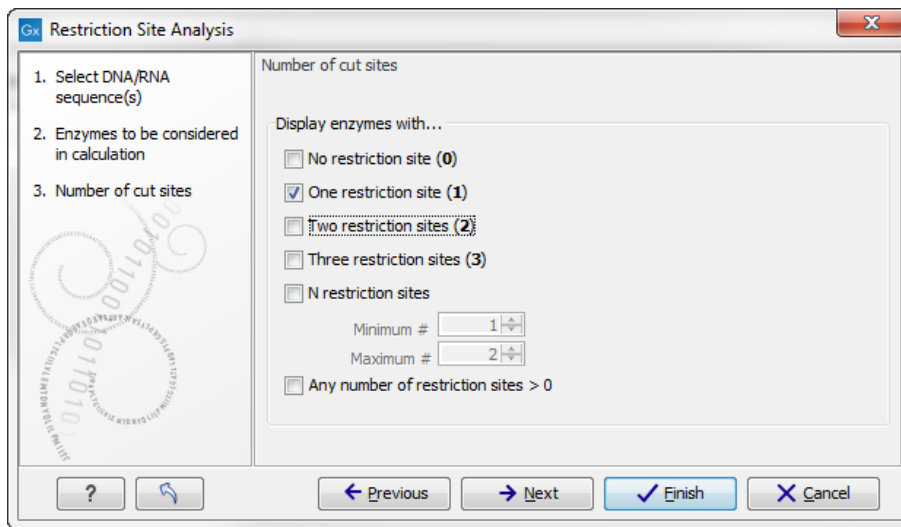 Gx Restriction Site Analysis
1. Select DNA/RNA
sequence(s)
2. Enzymes to be considered
in calculation
3. Number of cut sites
Number of cut sites
Display enzymes with...
No restriction site (0)
One restriction site (1)
Two restriction sites (2)
Three restriction sites (3)
N restriction sites
Minimum # 1
Maximum # 2
Any number of restriction sites > 0
? Previous Next Finish Cancel